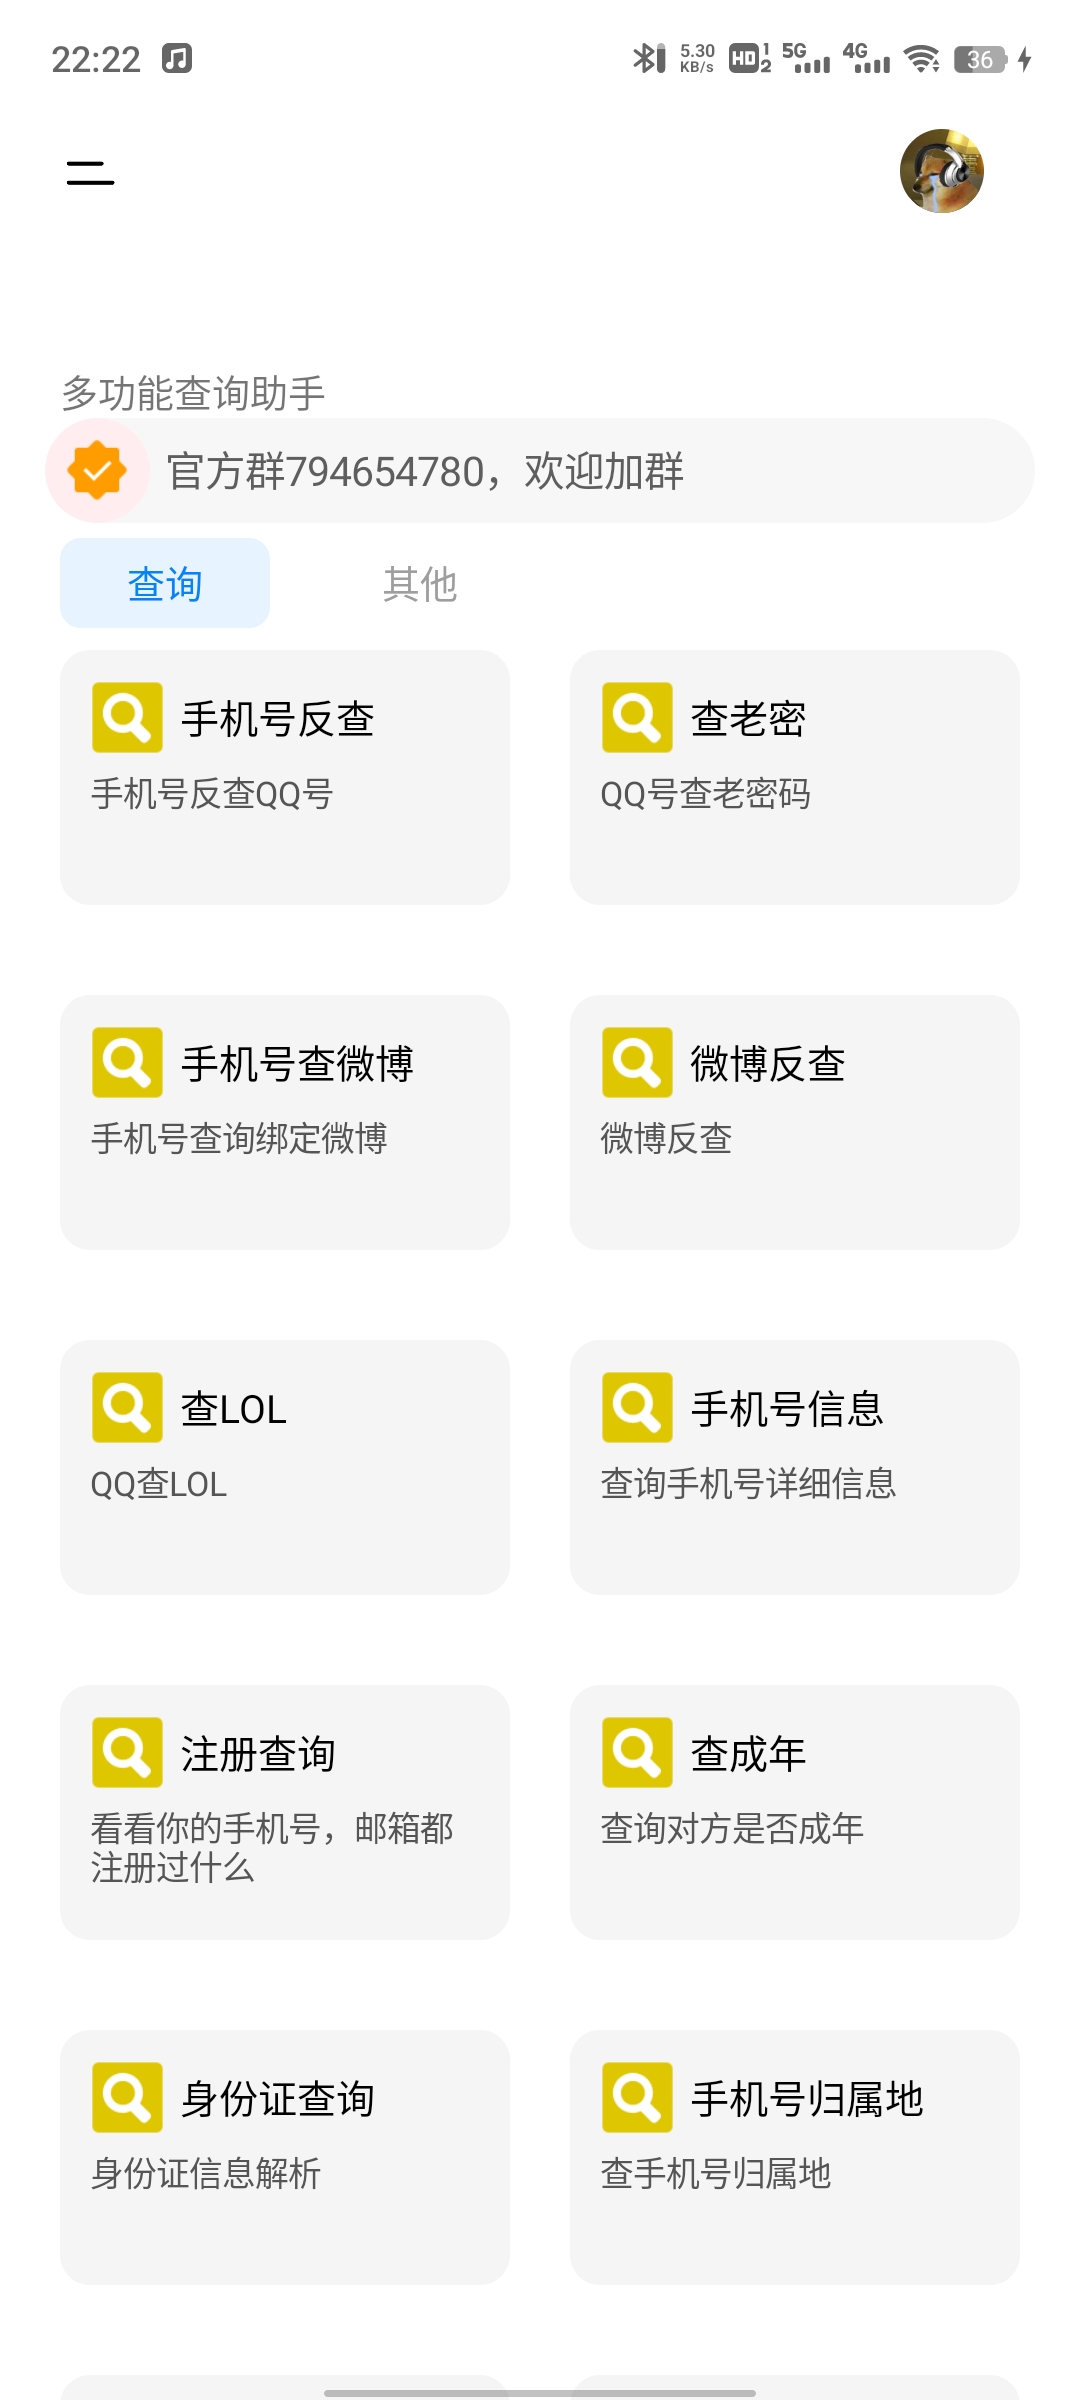 22:22
5.30 KB/s HD 1 2 5G 4G 36
多功能查询助手
官方群794654780，欢迎加群
查询 其他
手机号反查 查老密
手机号反查QQ号 QQ号查老密码
手机号查微博 微博反查
手机号查询绑定微博 微博反查
查LOL 手机号信息
QQ查LOL 查询手机号详细信息
注册查询 查成年
看看你的手机号，邮箱都 查询对方是否成年
注册过什么
身份证查询 手机号归属地
身份证信息解析 查手机号归属地